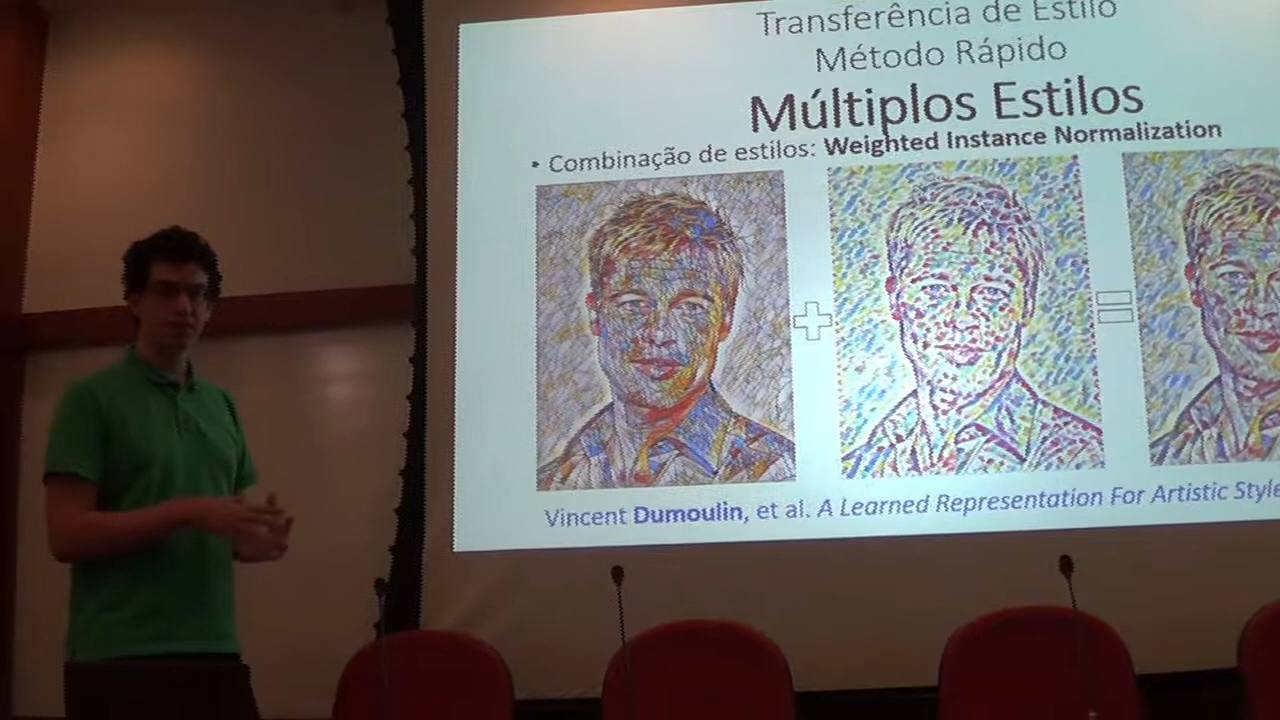 Transferência de Estilo
Método Rápido
Múltiplos Estilos
• Combinação de estilos: Weighted Instance Normalization
Vincent Dumoulin, et al. A Learned Representation For Artistic Style